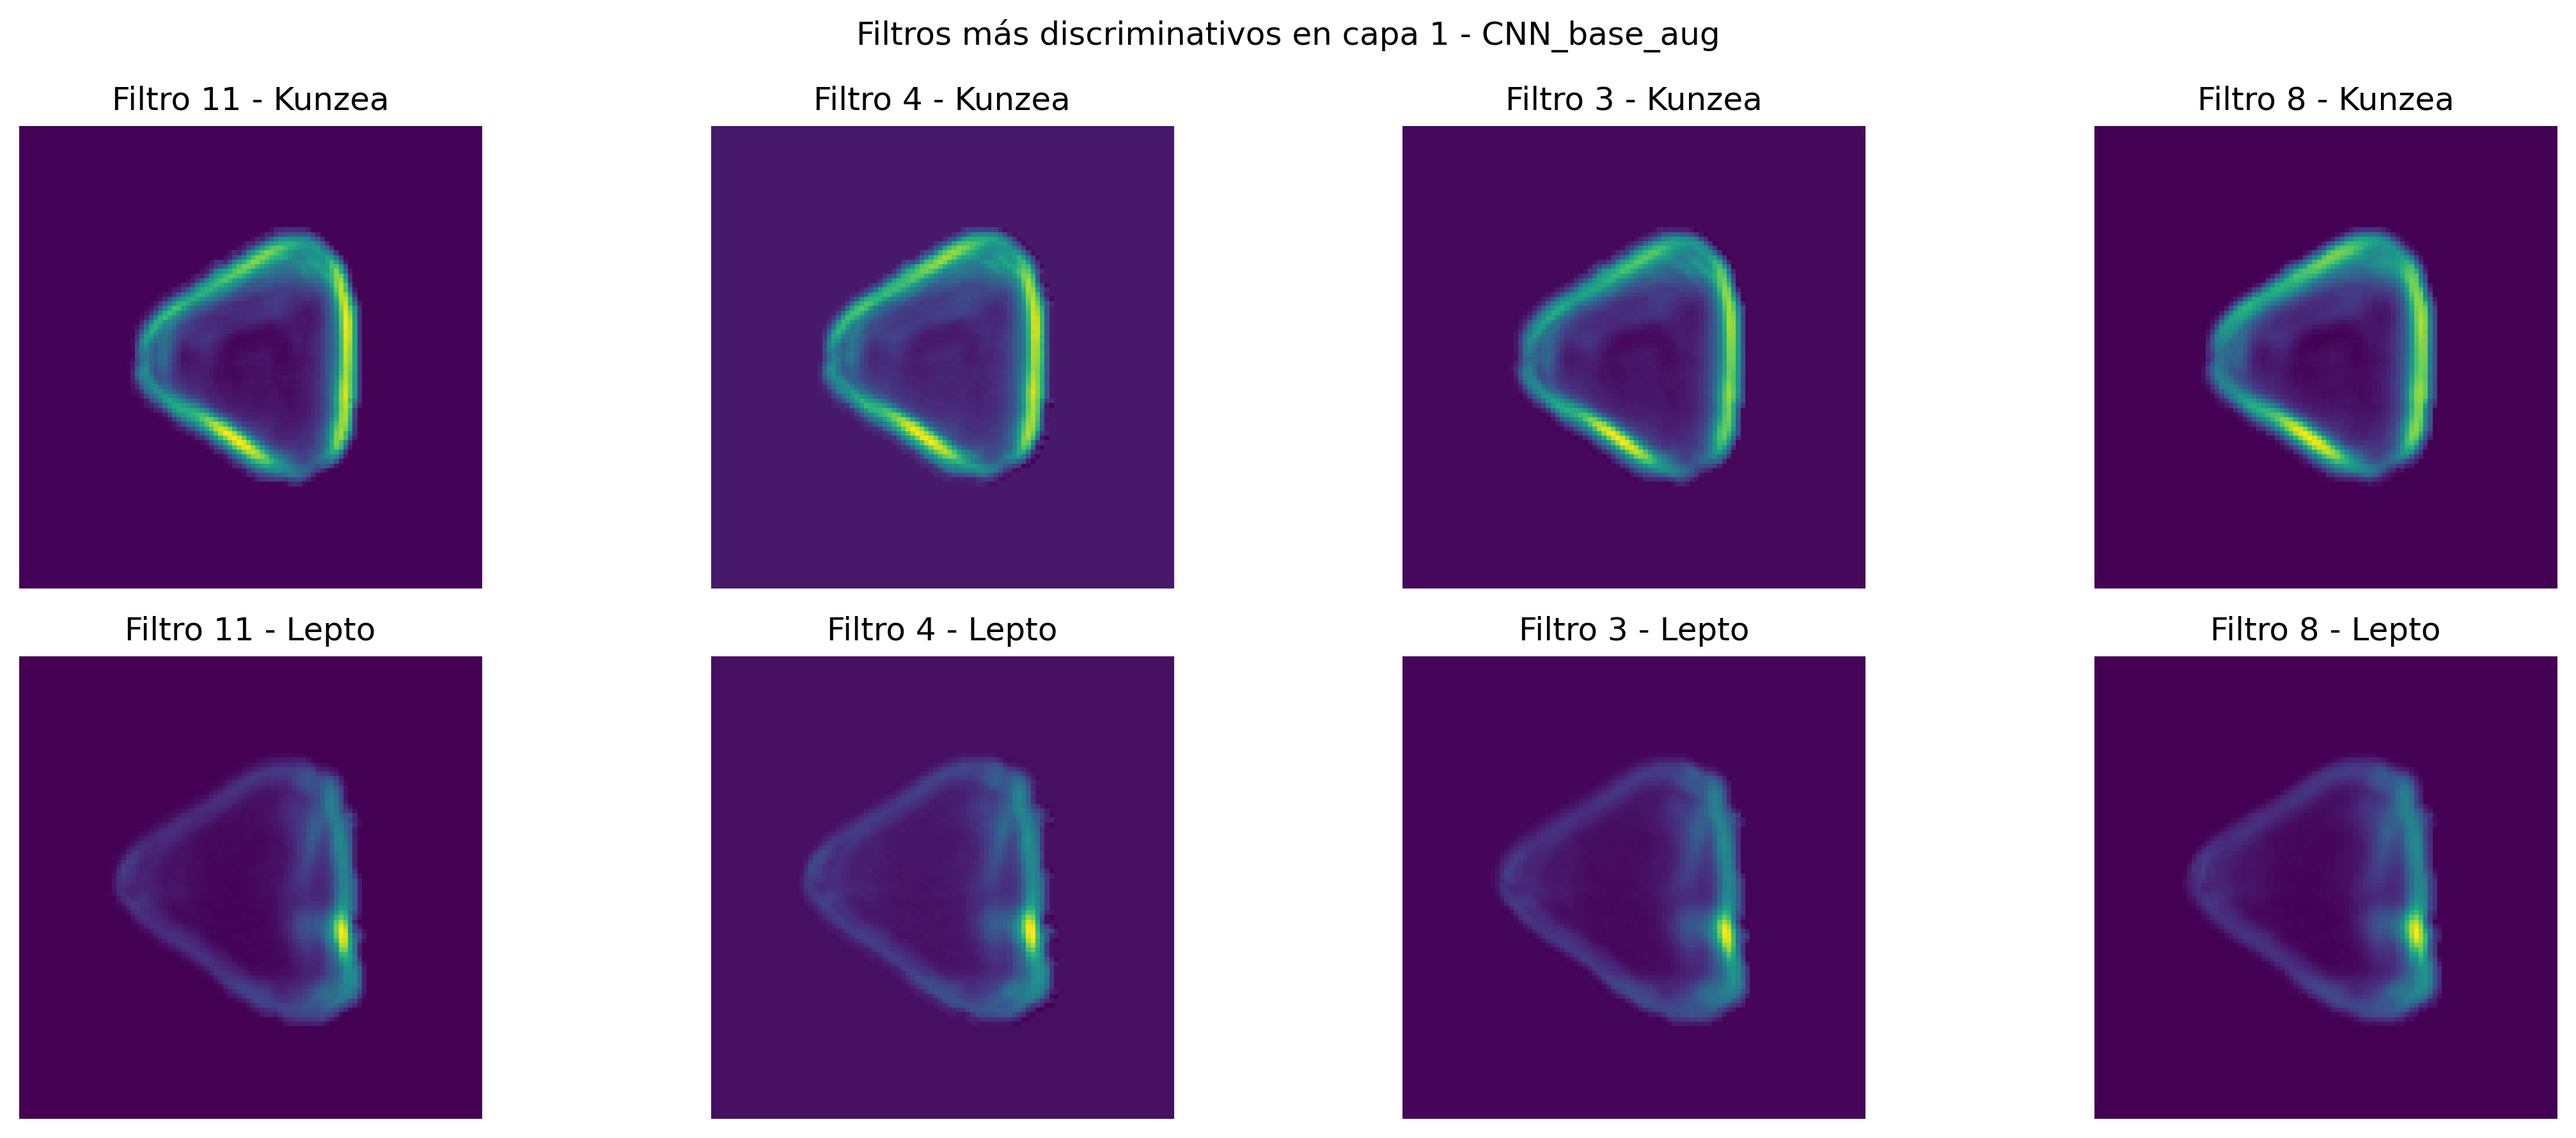 Filtros más discriminativos en capa 1 - CNN_base_aug
Filtro 11 - Kunzea
Filtro 4 - Kunzea
Filtro 3 - Kunzea
Filtro 8 - Kunzea
Filtro 11 - Lepto
Filtro 4 - Lepto
Filtro 3 - Lepto
Filtro 8 - Lepto